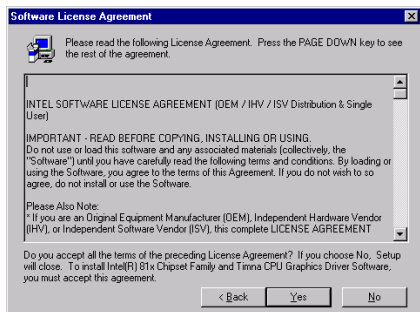 Software License Agreement
Please read the following License Agreement. Press the PAGE DOWN key to see
the rest of the agreement.
INTEL SOFTWARE LICENSE AGREEMENT (OEM / IHV / ISV Distribution & Single
User)
IMPORTANT - READ BEFORE COPYING, INSTALLING OR USING.
Do not use or load this software and any associated materials (collectively, the
"Software") until you have carefully read the following terms and conditions. By loading or
using the Software, you agree to the terms of this Agreement. If you do not wish to so
agree, do not install or use the Software.
Please Also Note:
* If you are an Original Equipment Manufacturer (OEM), Independent Hardware Vendor
(IHV), or Independent Software Vendor (ISV), this complete LICENSE AGREEMENT
Do you accept all the terms of the preceding License Agreement? If you choose No, Setup
will close. To install Intel(R) 81x Chipset Family and Timna CPU Graphics Driver Software,
you must accept this agreement.
< Back Yes No